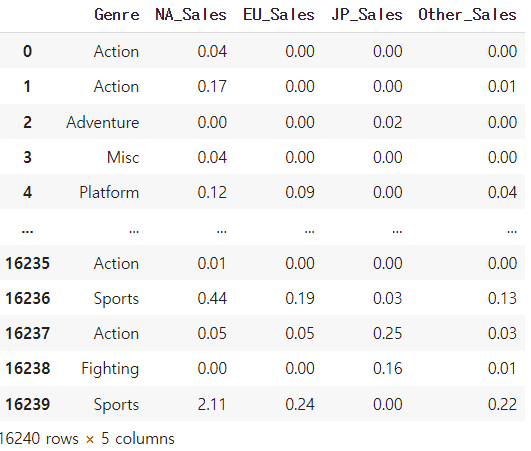 Genre NA_Sales EU_Sales JP_Sales Other_Sales
0 Action 0.04 0.00 0.00 0.00
1 Action 0.17 0.00 0.00 0.01
2 Adventure 0.00 0.00 0.02 0.00
3 Misc 0.04 0.00 0.00 0.00
4 Platform 0.12 0.09 0.00 0.04
... ... ... ... ... ...
16235 Action 0.01 0.00 0.00 0.00
16236 Sports 0.44 0.19 0.03 0.13
16237 Action 0.05 0.05 0.25 0.03
16238 Fighting 0.00 0.00 0.16 0.01
16239 Sports 2.11 0.24 0.00 0.22
16240 rows × 5 columns